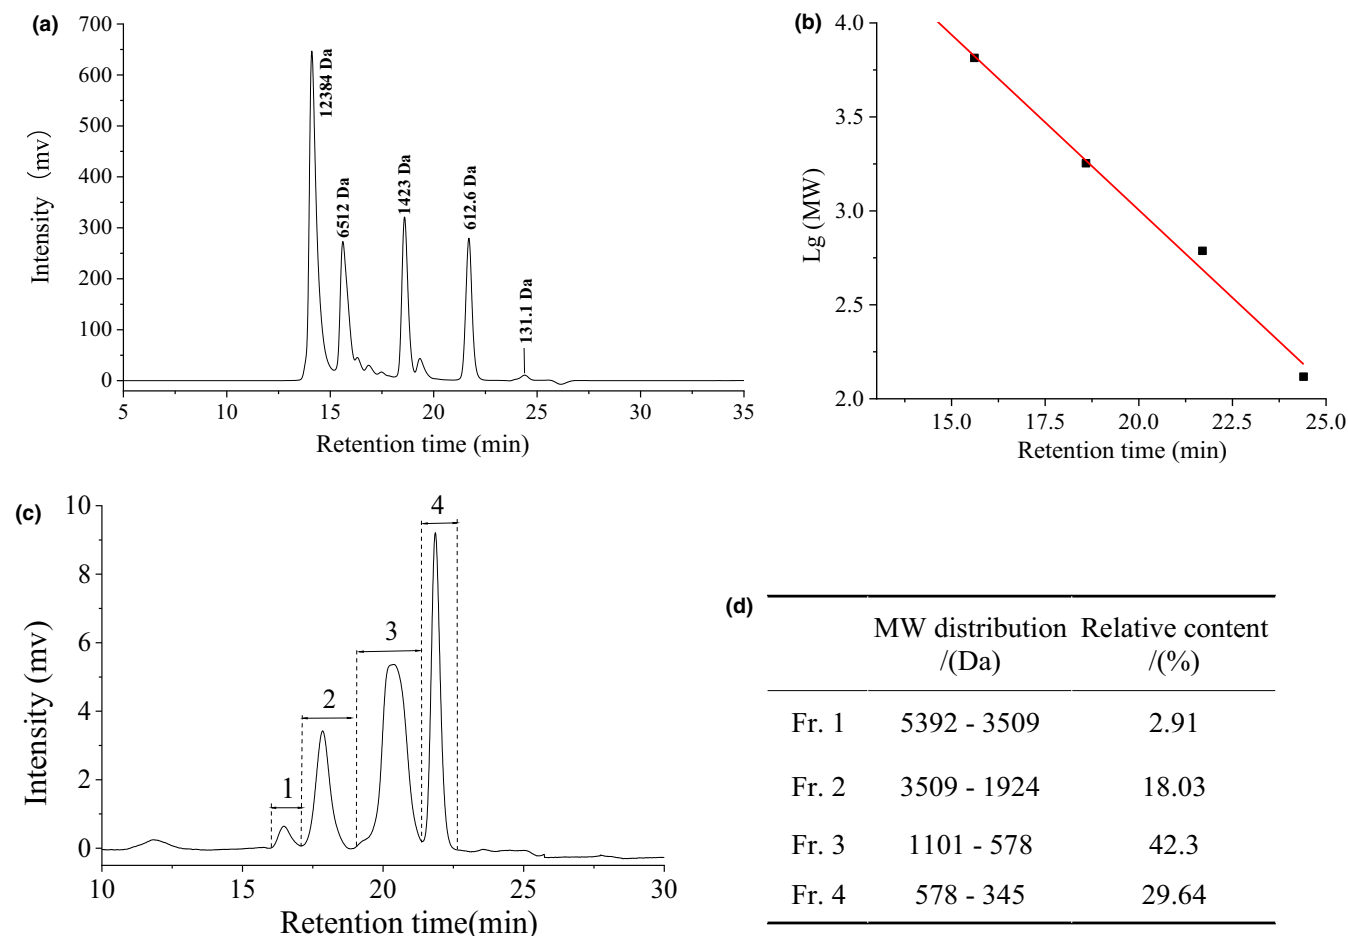 (a)
700
600
500
400
300
200
100
0
Intensity (mv)
12384 Da
6512 Da
1423 Da
612.6 Da
131.1 Da
5 10 15 20 25 30 35
Retention time (min)
(b)
4.0
3.5
3.0
2.5
2.0
Lg (MW)
15.0 17.5 20.0 22.5 25.0
Retention time (min)
(c)
10
8
6
4
2
0
Intensity (mv)
1
2
3
4
10 15 20 25 30
Retention time(min)
(d)
MW distribution Relative content
/(Da) /(%)
Fr. 1 5392 - 3509 2.91
Fr. 2 3509 - 1924 18.03
Fr. 3 1101 - 578 42.3
Fr. 4 578 - 345 29.64